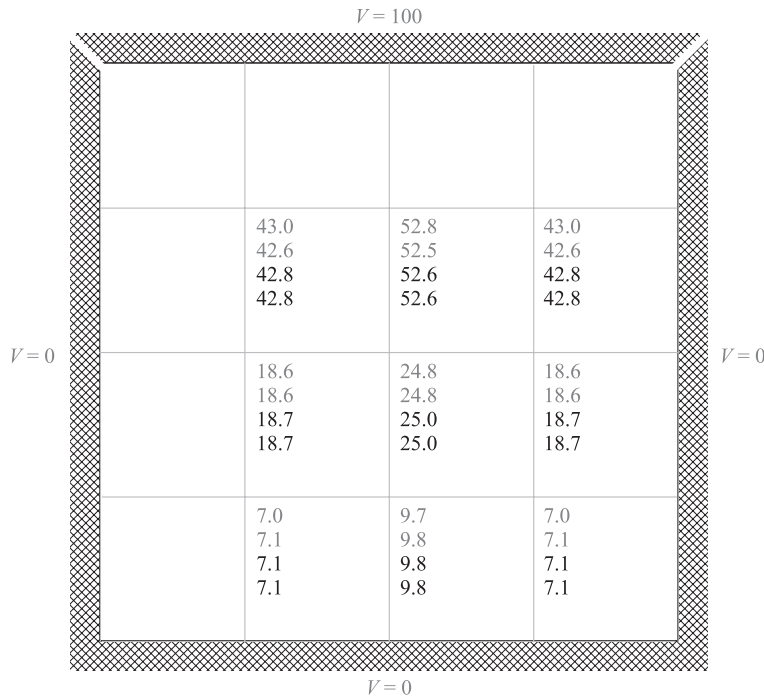 V = 100
43.0 52.8 43.0
42.6 52.5 42.6
42.8 52.6 42.8
42.8 52.6 42.8
V = 0 V = 0
18.6 24.8 18.6
18.6 24.8 18.6
18.7 25.0 18.7
18.7 25.0 18.7
7.0 9.7 7.0
7.1 9.8 7.1
7.1 9.8 7.1
7.1 9.8 7.1
V = 0